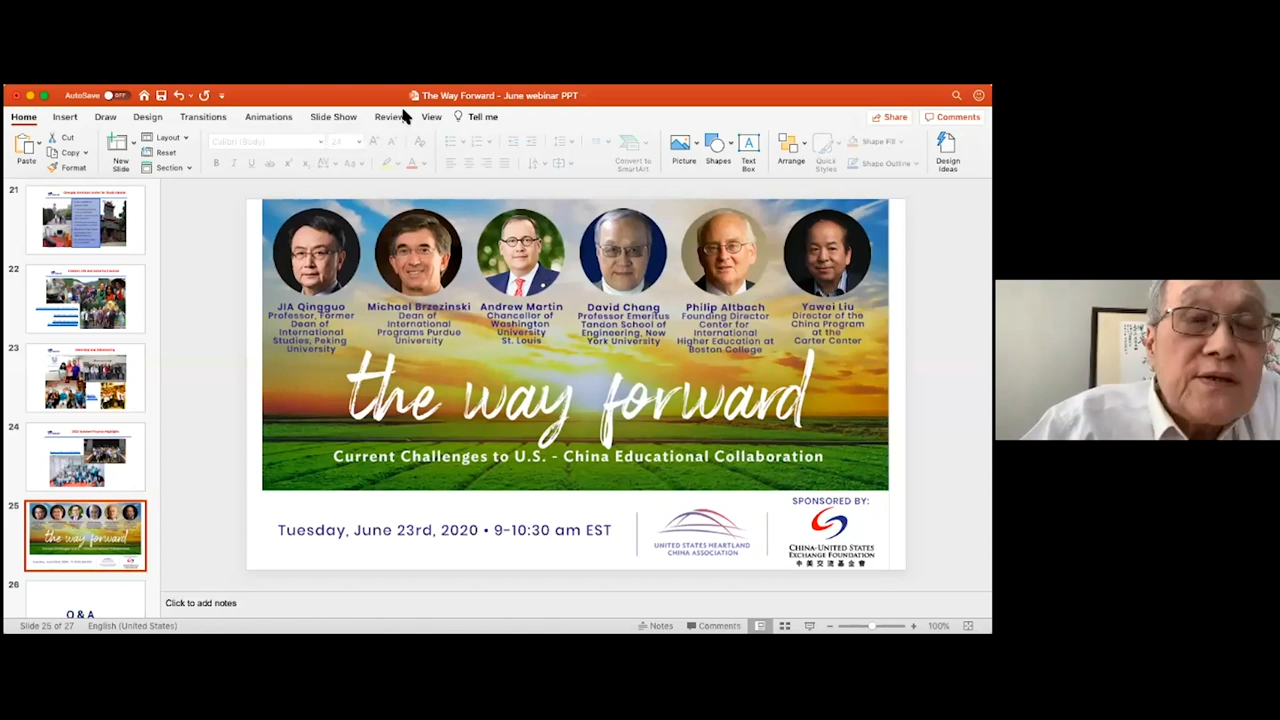 AutoSave OFF
The Way Forward - June webinar PPT
Home Insert Draw Design Transitions Animations Slide Show Review View Tell me
Share Comments
Paste
Cut
Copy
Format
New
Slide
Layout
Reset
Section
Calibri (Body) 24
B I U ab
Convert to
SmartArt
Picture
Shapes
Text
Box
Arrange
Quick
Styles
Shape Fill
Shape Outline
Design
Ideas
21
22
23
24
25
26
Q & A
JIA Qingguo
Professor, Former
Dean of
International
Studies, Peking
University
Michael Brzezinski
Dean of
International
Programs Purdue
University
Andrew Martin
Chancellor of
Washington
University
St. Louis
David Chang
Professor Emeritus
Tandon School of
Engineering, New
York University
Philip Altbach
Founding Director
Center for
International
Higher Education at
Boston College
Yawei Liu
Director of the
China Program
at the
Carter Center
the way forward
Current Challenges to U.S. - China Educational Collaboration
Tuesday, June 23rd, 2020 • 9-10:30 am EST
UNITED STATES HEARTLAND
CHINA ASSOCIATION
SPONSORED BY:
CHINA-UNITED STATES
EXCHANGE FOUNDATION
中美交流基金會
Click to add notes
Slide 25 of 27 English (United States)
Notes Comments 100%